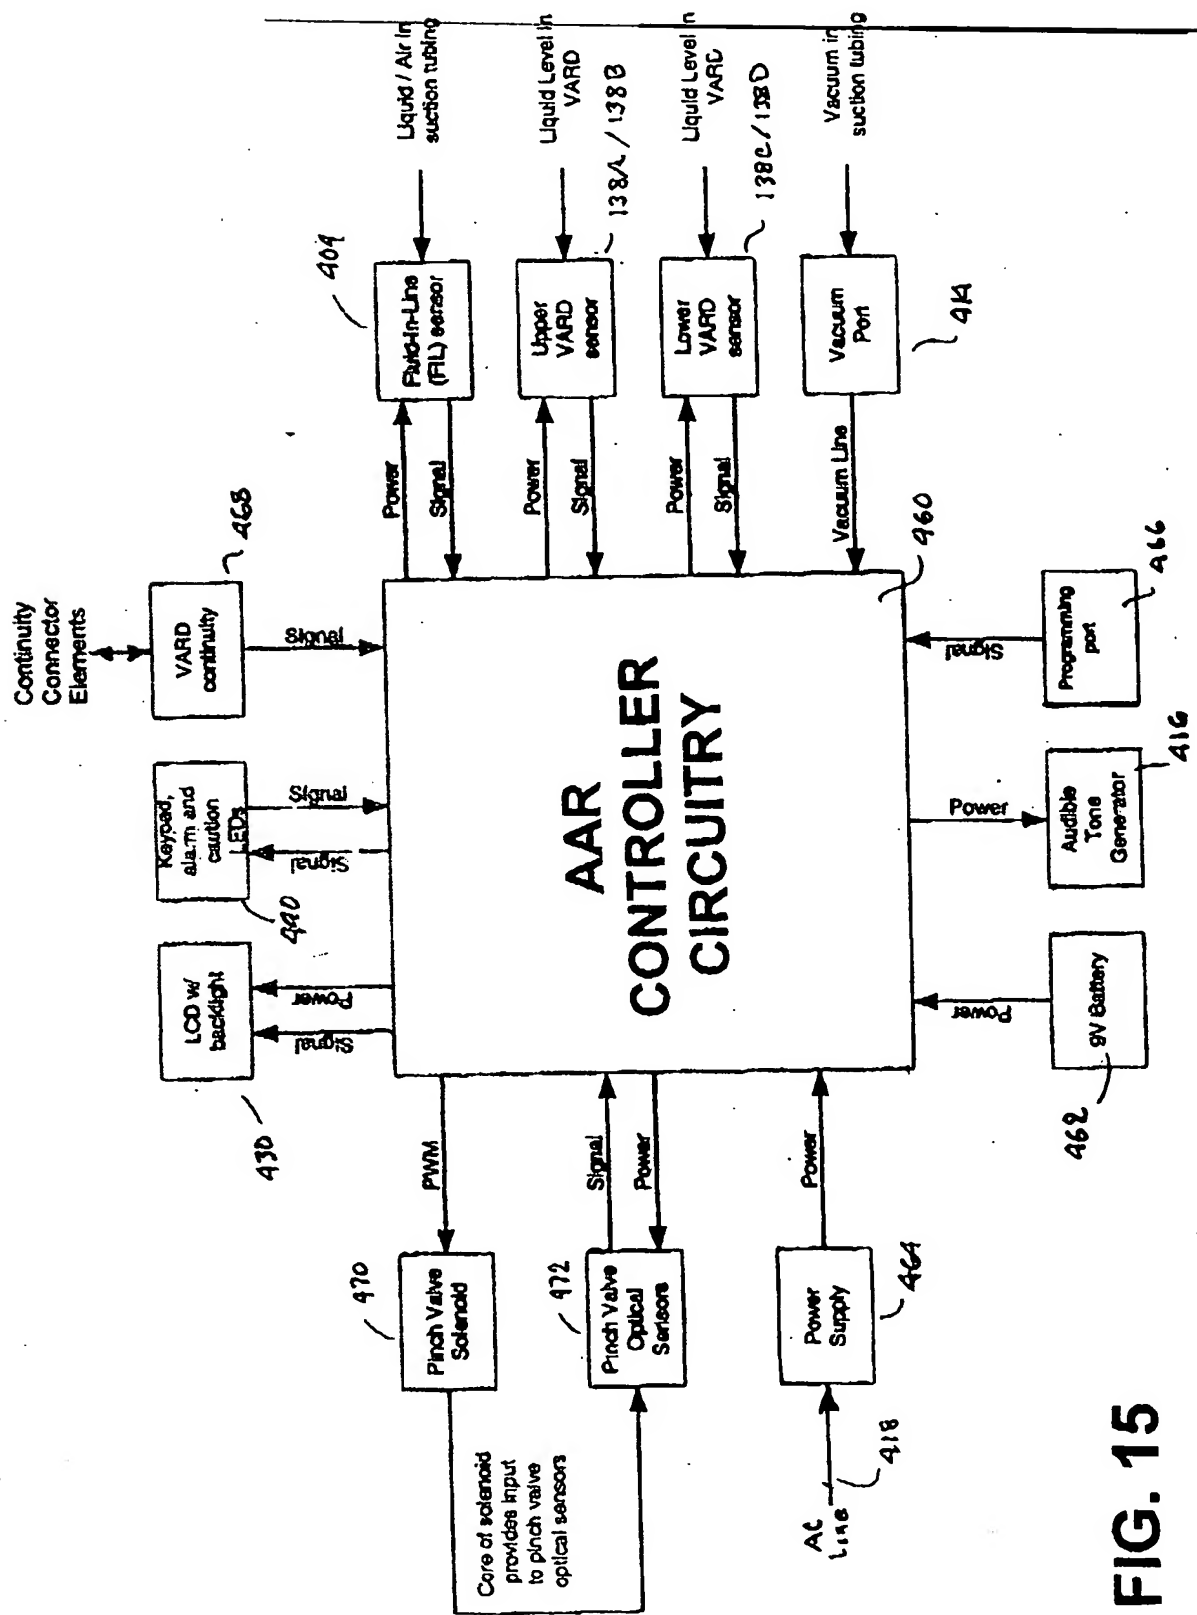 Liquid / Air in
suction tubing
Liquid Level in
VARD
138A / 138B
Liquid Level in
VARD
138C / 138D
Vacuum in
suction tubing
404
Fluid-In-Line
(FIL) sensor
Upper
VARD
sensor
Lower
VARD
sensor
Vacuum
Port
414
Power
Signal
Power
Signal
Power
Signal
Vacuum Line
Continuity
Connector
Elements
468
VARD
continuity
Signal
460
466
Programming
port
Signal
Keypad,
alarm and
caution
LEDs
440
Signal
Signal
AAR
CONTROLLER
CIRCUITRY
416
Audible
Tone
Generator
Power
LCD w/
backlight
430
Signal
Power
9V Battery
462
Power
PWM
Signal
Power
Power
470
Pinch Valve
Solenoid
472
Pinch Valve
Optical
Sensors
464
Power
Supply
Core of solenoid
provides input
to pinch valve
optical sensors
AC
Line
418
FIG. 15